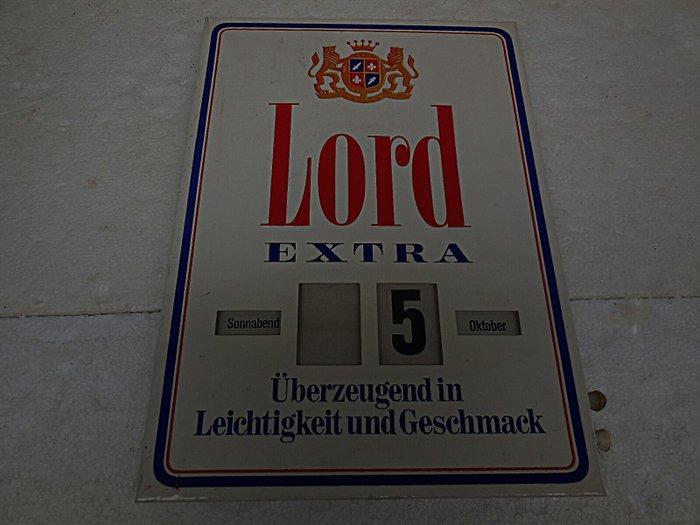 Lord
EXTRA
Sonnabend 5 Oktober
Überzeugend in
Leichtigkeit und Geschmack